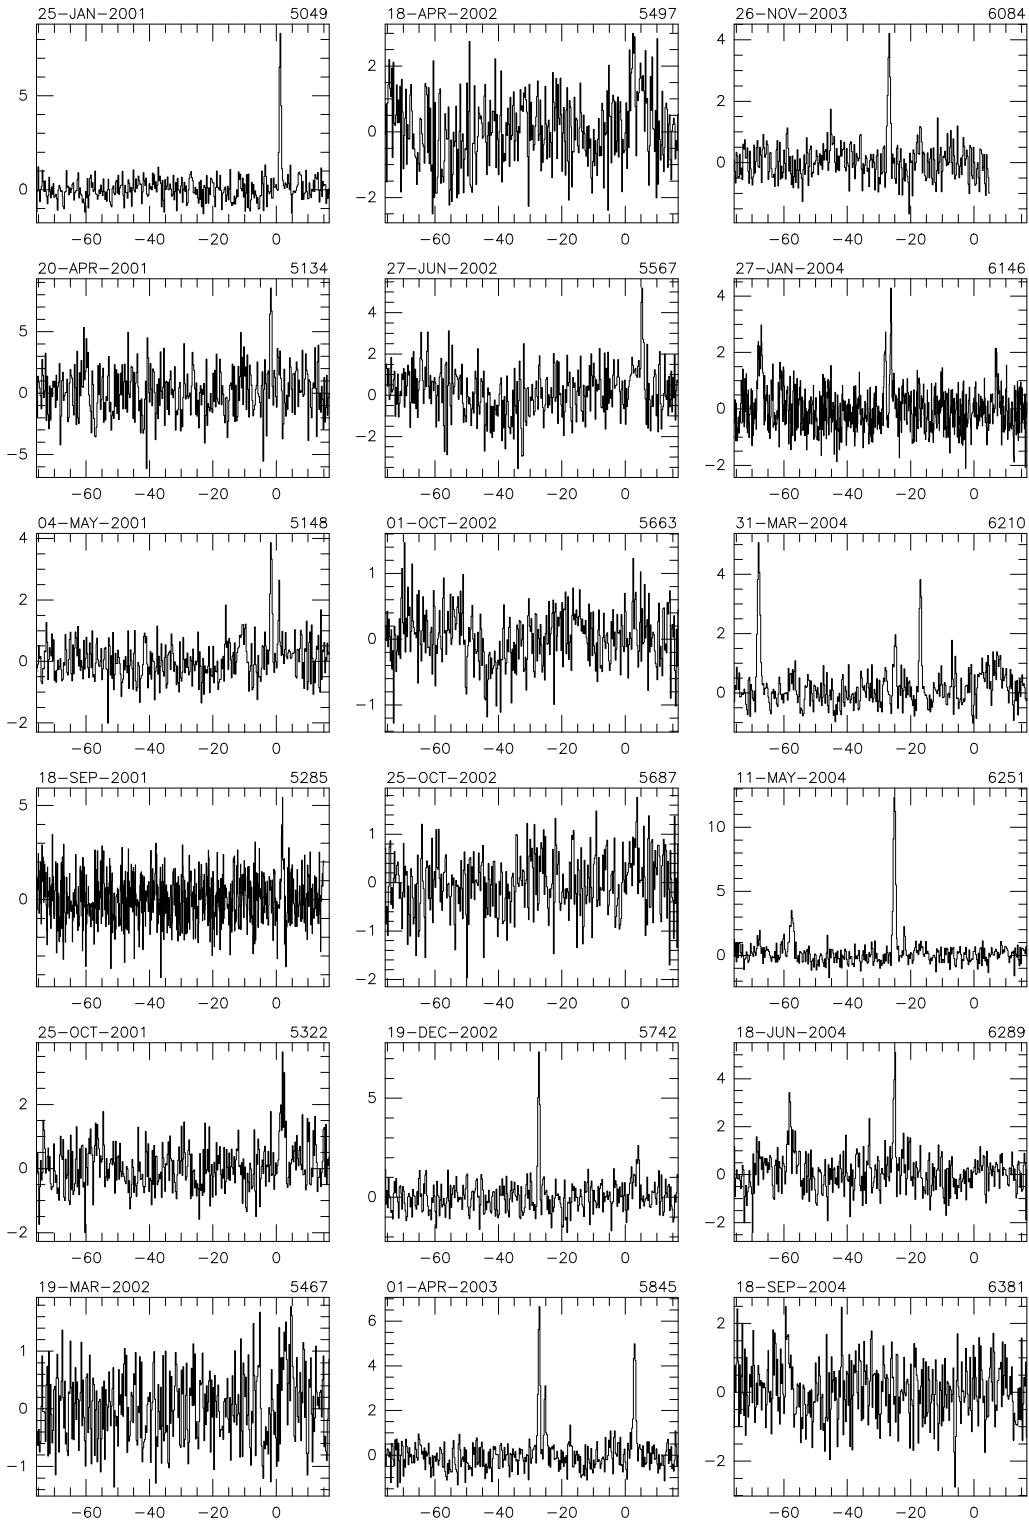 25-JAN-2001 5049 18-APR-2002 5497 26-NOV-2003 6084
5 0 2 0 -2 4 2 0
-60 -40 -20 0 -60 -40 -20 0 -60 -40 -20 0
20-APR-2001 5134 27-JUN-2002 5567 27-JAN-2004 6146
5 0 -5 4 2 0 -2 4 2 0 -2
-60 -40 -20 0 -60 -40 -20 0 -60 -40 -20 0
04-MAY-2001 5148 01-OCT-2002 5663 31-MAR-2004 6210
4 2 0 -2 1 0 -1 4 2 0
-60 -40 -20 0 -60 -40 -20 0 -60 -40 -20 0
18-SEP-2001 5285 25-OCT-2002 5687 11-MAY-2004 6251
5 0 1 0 -1 -2 10 5 0
-60 -40 -20 0 -60 -40 -20 0 -60 -40 -20 0
25-OCT-2001 5322 19-DEC-2002 5742 18-JUN-2004 6289
2 0 -2 5 0 4 2 0 -2
-60 -40 -20 0 -60 -40 -20 0 -60 -40 -20 0
19-MAR-2002 5467 01-APR-2003 5845 18-SEP-2004 6381
1 0 -1 6 4 2 0 2 0 -2
-60 -40 -20 0 -60 -40 -20 0 -60 -40 -20 0